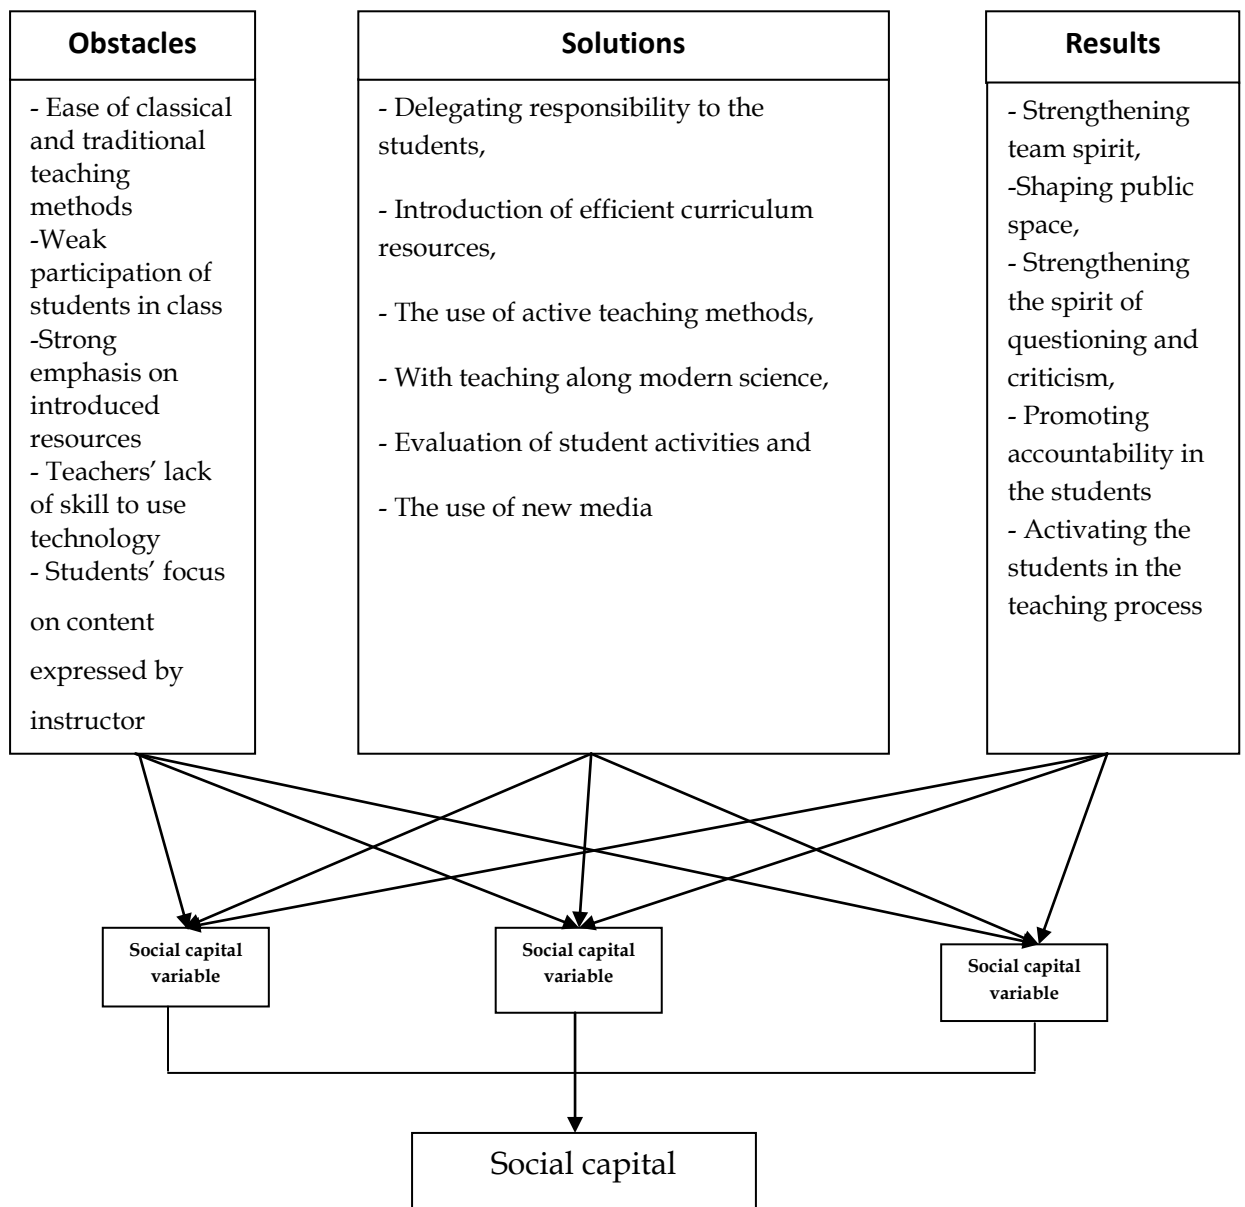 Obstacles
- Ease of classical
and traditional
teaching
methods
-Weak
participation of
students in class
-Strong
emphasis on
introduced
resources
- Teachers’ lack
of skill to use
technology
- Students’ focus
on content
expressed by
instructor
Solutions
- Delegating responsibility to the
students,
- Introduction of efficient curriculum
resources,
- The use of active teaching methods,
- With teaching along modern science,
- Evaluation of student activities and
- The use of new media
Results
- Strengthening
team spirit,
-Shaping public
space,
- Strengthening
the spirit of
questioning and
criticism,
- Promoting
accountability in
the students
- Activating the
students in the
teaching process
Social capital
variable
Social capital
variable
Social capital
variable
Social capital